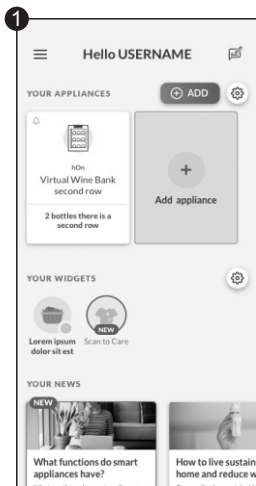 1
Hello USERNAME
YOUR APPLIANCES
ADD
hOn
Virtual Wine Bank
second row
2 bottles there is a
second row
Add appliance
YOUR WIDGETS
NEW
Lorem ipsum
dolor sit est
Scan to Care
YOUR NEWS
NEW
What functions do smart
appliances have?
How to live sustain
home and reduce w